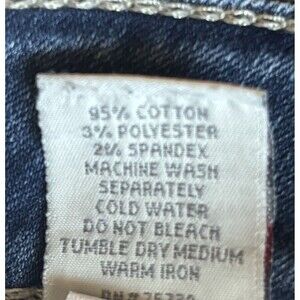 95% COTTON
3% POLYESTER
2% SPANDEX
MACHINE WASH
SEPARATELY
COLD WATER
DO NOT BLEACH
TUMBLE DRY MEDIUM
WARM IRON